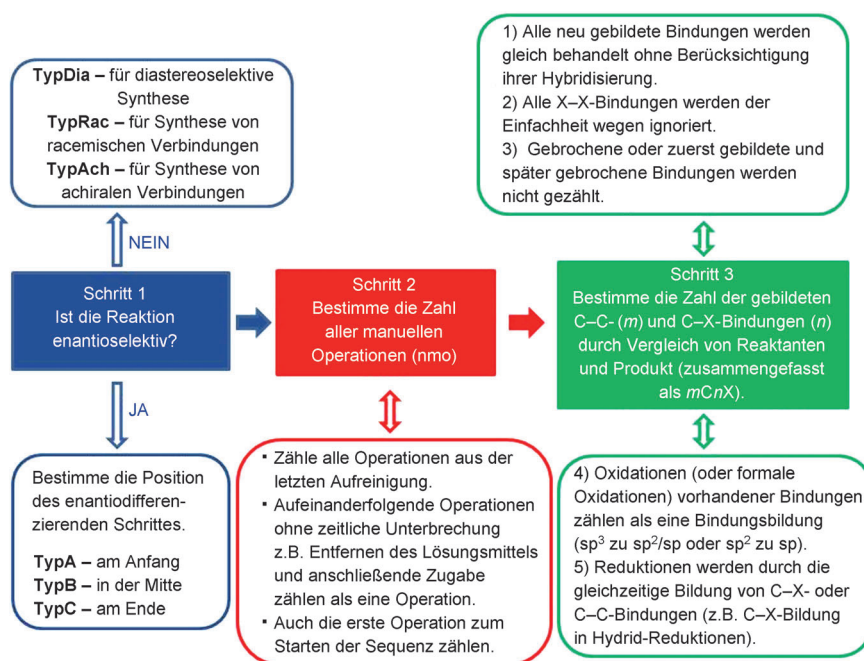 TypDia – für diastereoselektive
Synthese
TypRac – für Synthese von
racemischen Verbindungen
TypAch – für Synthese von
achiralen Verbindungen
NEIN
Schritt 1
Ist die Reaktion
enantioselektiv?
JA
Bestimme die Position
des enantiodifferen-
zierenden Schrittes.
TypA – am Anfang
TypB – in der Mitte
TypC – am Ende
Schritt 2
Bestimme die Zahl
aller manuellen
Operationen (nmo)
▪ Zähle alle Operationen aus der
letzten Aufreinigung.
▪ Aufeinanderfolgende Operationen
ohne zeitliche Unterbrechung
z.B. Entfernen des Lösungsmittels
und anschließende Zugabe
zählen als eine Operation.
▪ Auch die erste Operation zum
Starten der Sequenz zählen.
1) Alle neu gebildete Bindungen werden
gleich behandelt ohne Berücksichtigung
ihrer Hybridisierung.
2) Alle X–X-Bindungen werden der
Einfachheit wegen ignoriert.
3) Gebrochene oder zuerst gebildete und
später gebrochene Bindungen werden
nicht gezählt.
Schritt 3
Bestimme die Zahl der gebildeten
C–C- (m) und C–X-Bindungen (n)
durch Vergleich von Reaktanten
und Produkt (zusammengefasst
als mCnX).
4) Oxidationen (oder formale
Oxidationen) vorhandener Bindungen
zählen als eine Bindungsbildung
(sp³ zu sp²/sp oder sp² zu sp).
5) Reduktionen werden durch die
gleichzeitige Bildung von C–X- oder
C–C-Bindungen (z.B. C–X-Bildung
in Hydrid-Reduktionen).